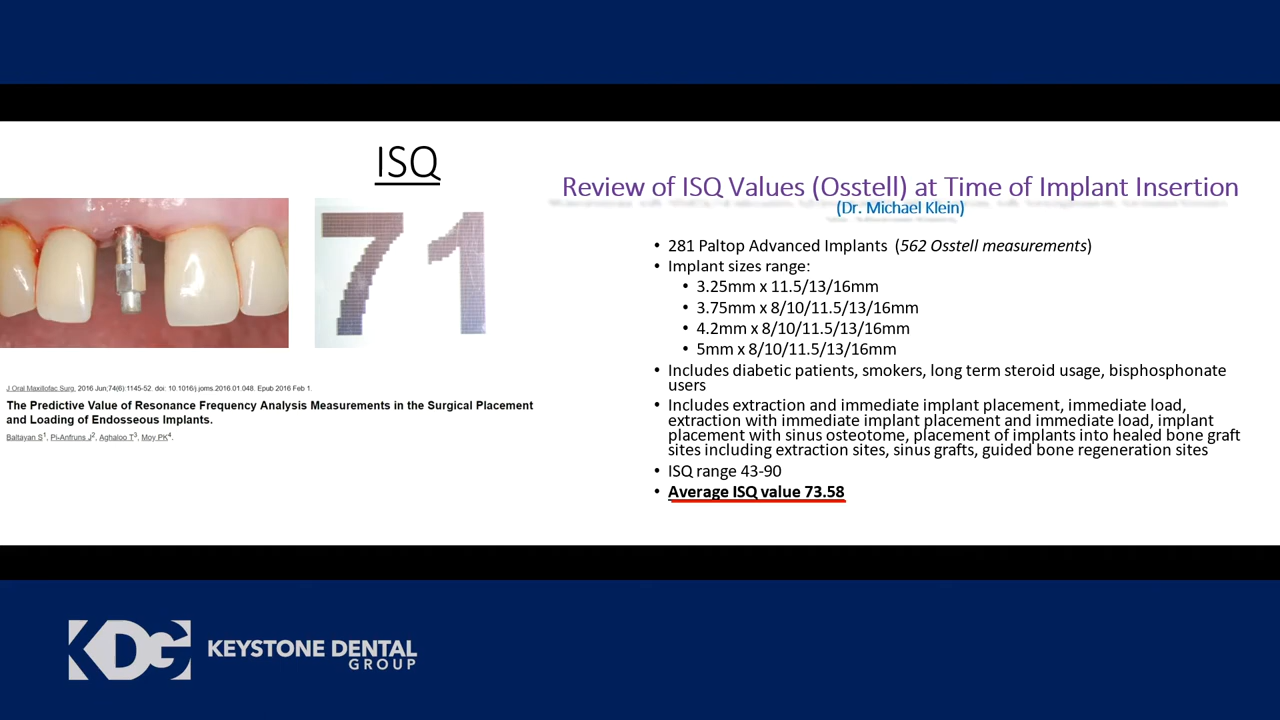 ISQ
71
J Oral Maxillofac Surg. 2016 Jun;74(6):1145-52. doi: 10.1016/j.joms.2016.01.048. Epub 2016 Feb 1.
The Predictive Value of Resonance Frequency Analysis Measurements in the Surgical Placement
and Loading of Endosseous Implants.
Baltayan S1, Pi-Anfruns J2, Aghaloo T3, Moy PK4.
Review of ISQ Values (Osstell) at Time of Implant Insertion
(Dr. Michael Klein)
• 281 Paltop Advanced Implants (562 Osstell measurements)
• Implant sizes range:
• 3.25mm x 11.5/13/16mm
• 3.75mm x 8/10/11.5/13/16mm
• 4.2mm x 8/10/11.5/13/16mm
• 5mm x 8/10/11.5/13/16mm
• Includes diabetic patients, smokers, long term steroid usage, bisphosphonate
users
• Includes extraction and immediate implant placement, immediate load,
extraction with immediate implant placement and immediate load, implant
placement with sinus osteotome, placement of implants into healed bone graft
sites including extraction sites, sinus grafts, guided bone regeneration sites
• ISQ range 43-90
• Average ISQ value 73.58
KDG KEYSTONE DENTAL
GROUP